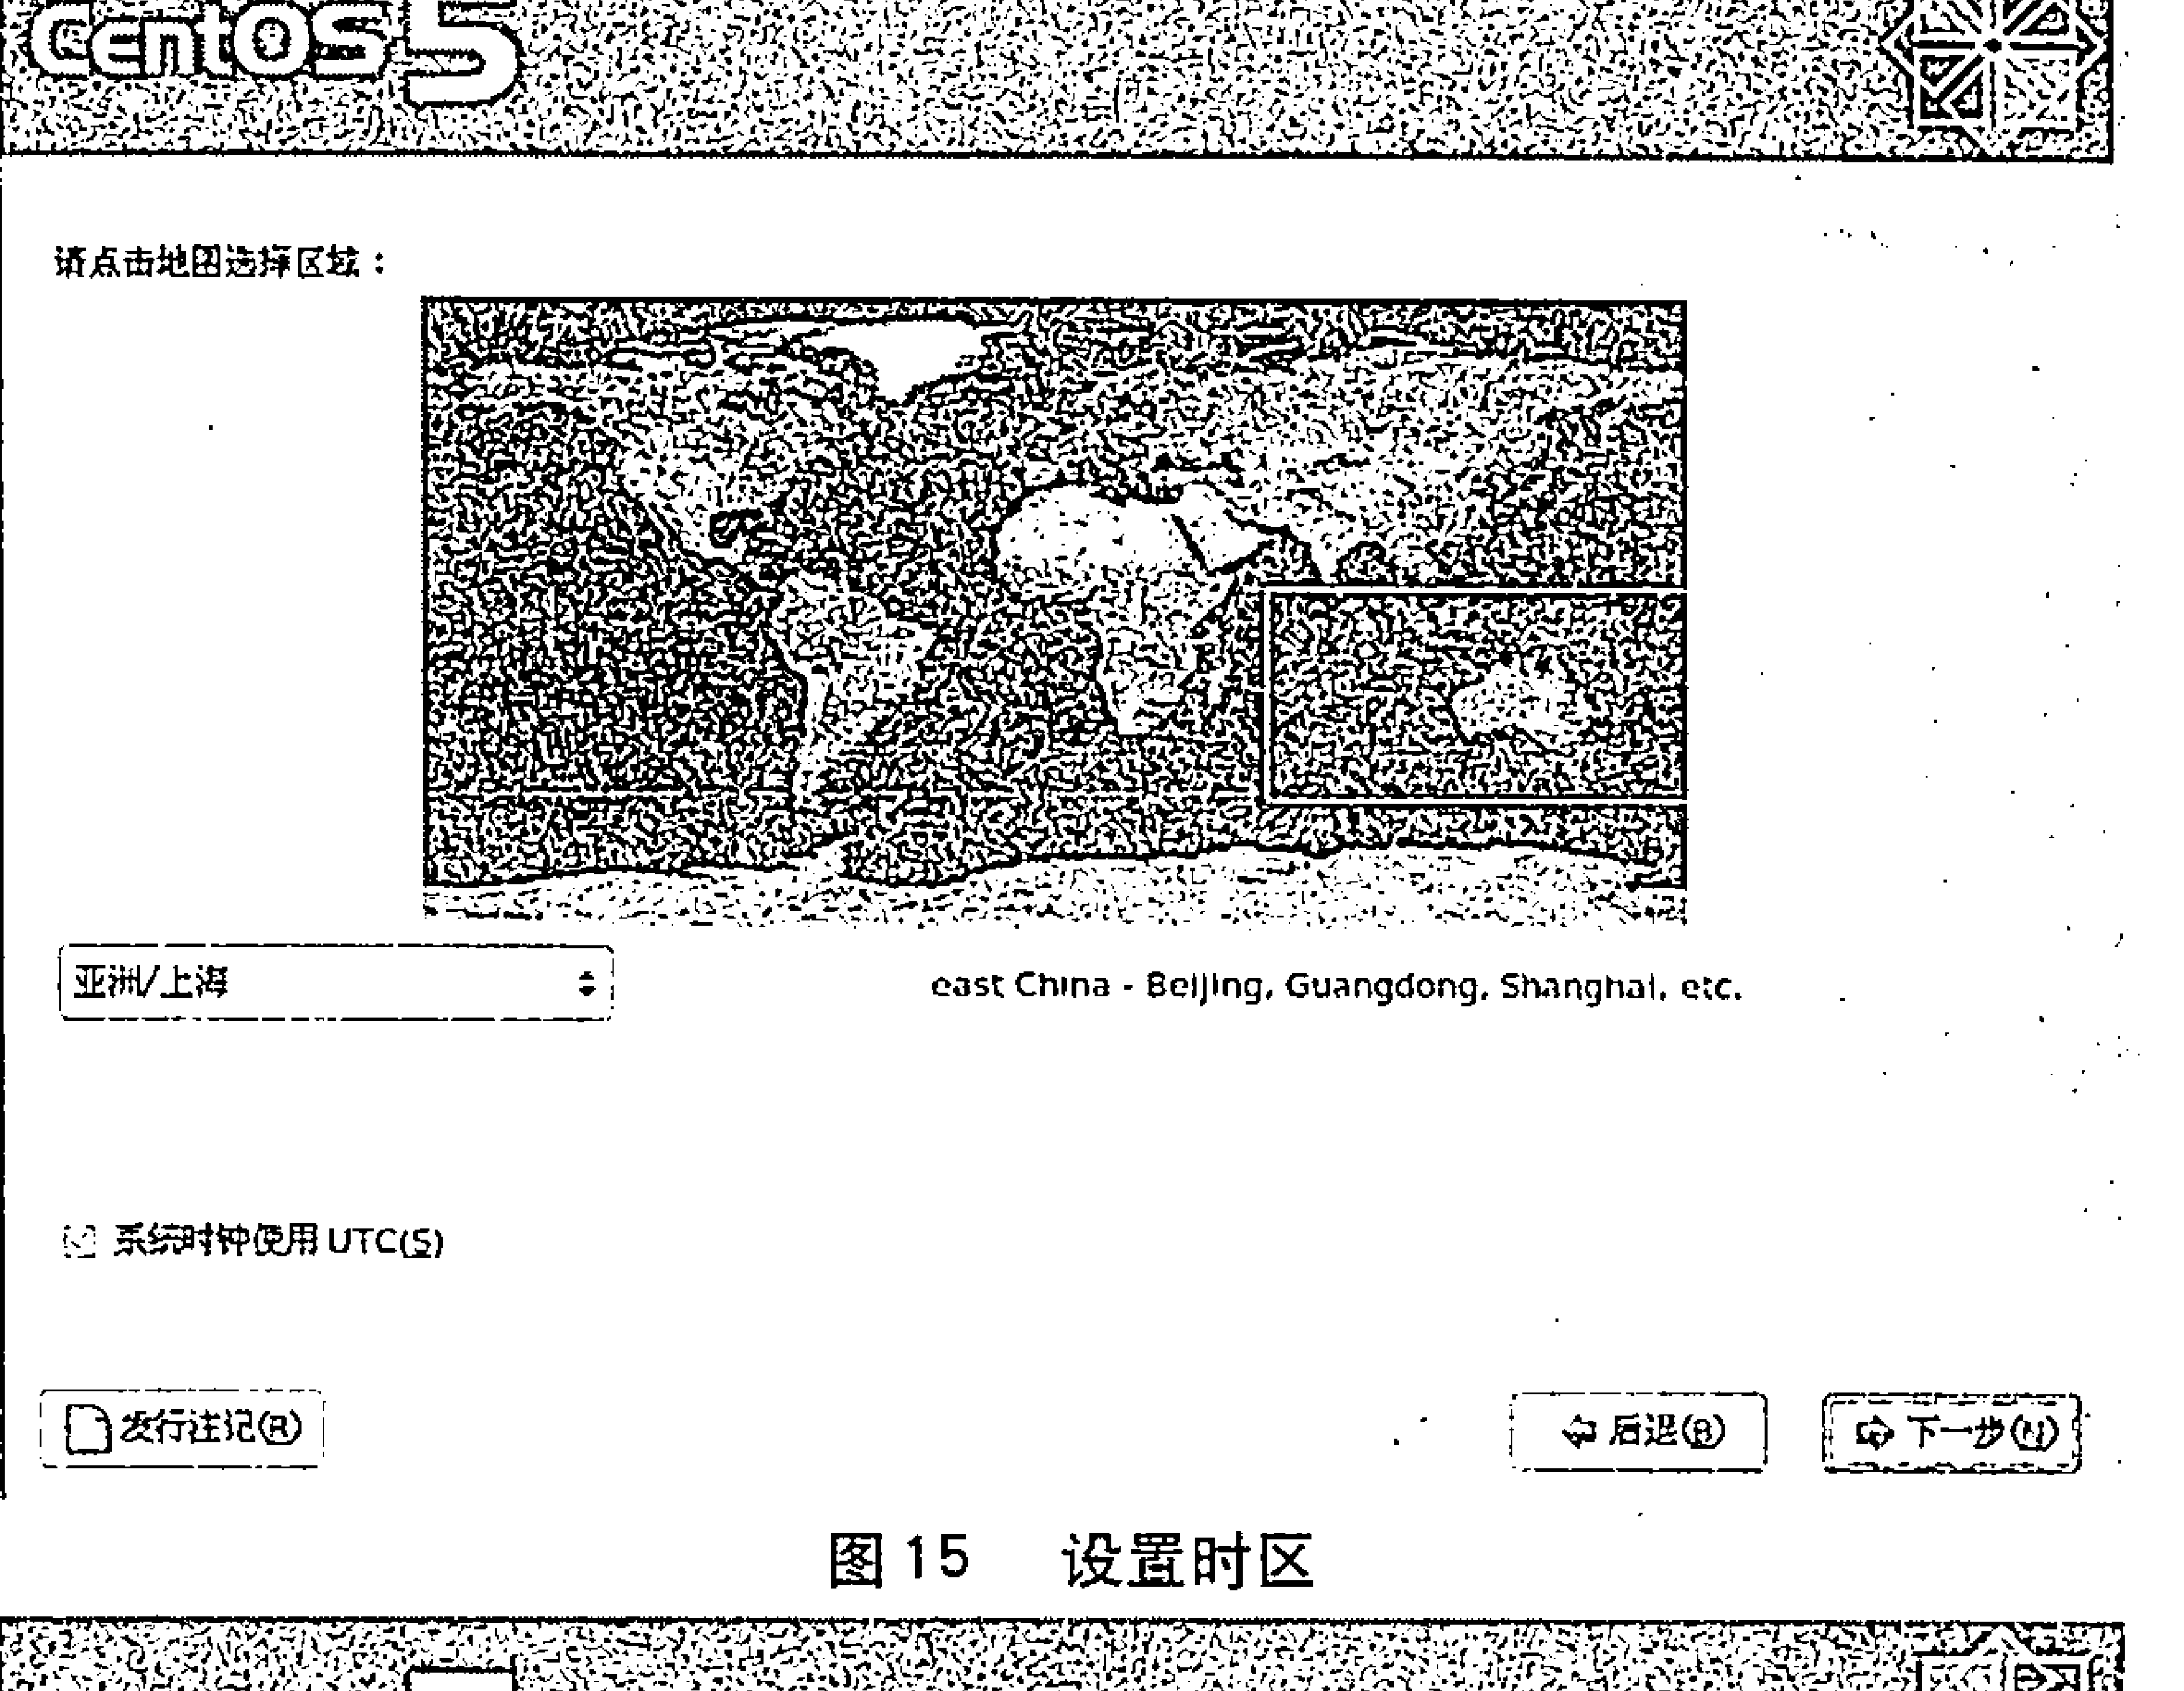 CentOS 5
请点击地图选择区域：
亚洲/上海
east China - Beijing, Guangdong, Shanghai, etc.
系统时钟使用 UTC(S)
发行注记(R)
后退(B)
下一步(N)
图 15 设置时区